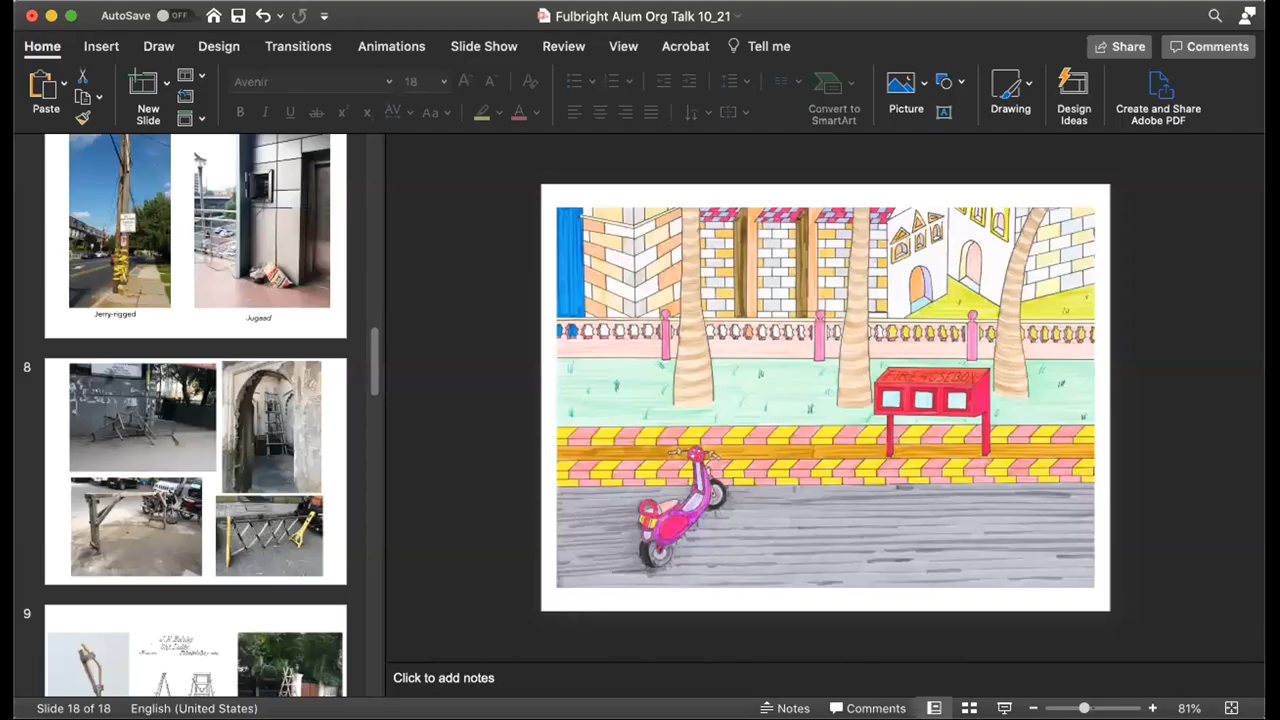 AutoSave OFF
Fulbright Alum Org Talk 10_21
Home Insert Draw Design Transitions Animations Slide Show Review View Acrobat Tell me
Share Comments
Paste
New Slide
Avenir 18
Convert to SmartArt
Picture
Drawing
Design Ideas
Create and Share Adobe PDF
Jerry-rigged
Jugaad
8
9
FIREHOSEBOX
Click to add notes
Slide 18 of 18 English (United States) Notes Comments 81%